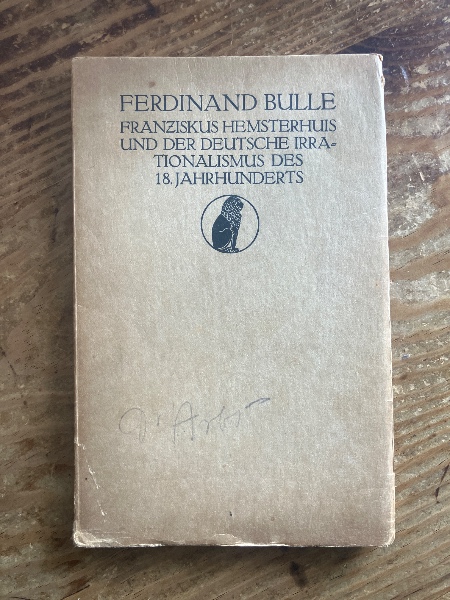 FERDINAND BULLE
FRANZISKUS HEMSTERHUIS
UND DER DEUTSCHE IRRA-
TIONALISMUS DES
18. JAHRHUNDERTS